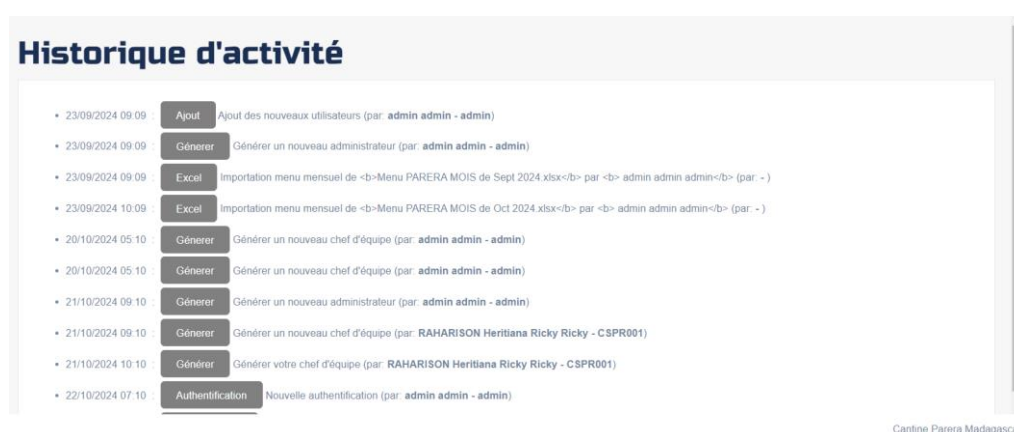 Historique d'activité
• 23/09/2024 09:09 : Ajout Ajout des nouveaux utilisateurs (par: admin admin - admin)
• 23/09/2024 09:09 : Génerer Générer un nouveau administrateur (par: admin admin - admin)
• 23/09/2024 09:09 : Excel Importation menu mensuel de <b>Menu PARERA MOIS de Sept 2024.xlsx</b> par <b> admin admin admin</b> (par: - )
• 23/09/2024 10:09 : Excel Importation menu mensuel de <b>Menu PARERA MOIS de Oct 2024.xlsx</b> par <b> admin admin admin</b> (par: - )
• 20/10/2024 05:10 : Génerer Générer un nouveau chef d'équipe (par: admin admin - admin)
• 20/10/2024 05:10 : Génerer Générer un nouveau chef d'équipe (par: admin admin - admin)
• 21/10/2024 09:10 : Génerer Générer un nouveau administrateur (par: admin admin - admin)
• 21/10/2024 09:10 : Génerer Générer un nouveau chef d'équipe (par: RAHARISON Heritiana Ricky Ricky - CSPR001)
• 21/10/2024 10:10 : Générer Générer votre chef d'équipe (par: RAHARISON Heritiana Ricky Ricky - CSPR001)
• 22/10/2024 07:10 : Authentification Nouvelle authentification (par: admin admin - admin)
Cantine Parera Madagasca